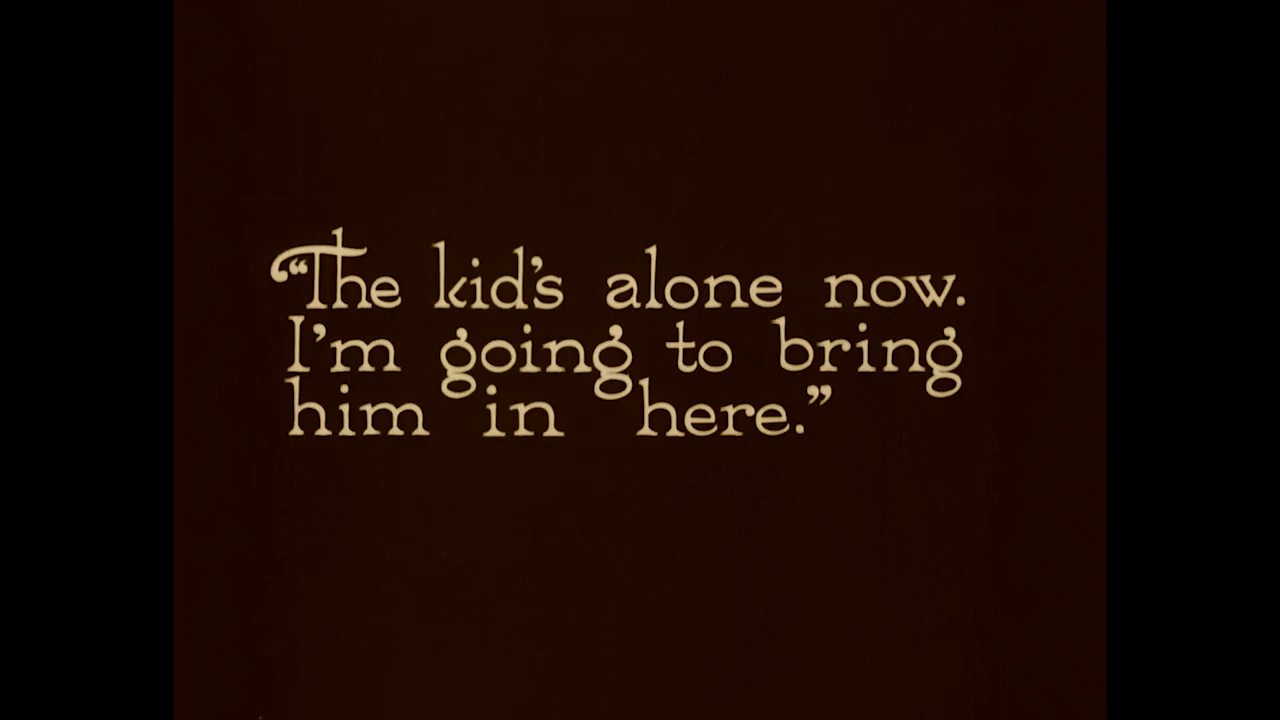 “The kid's alone now.
I'm going to bring
him in here.”